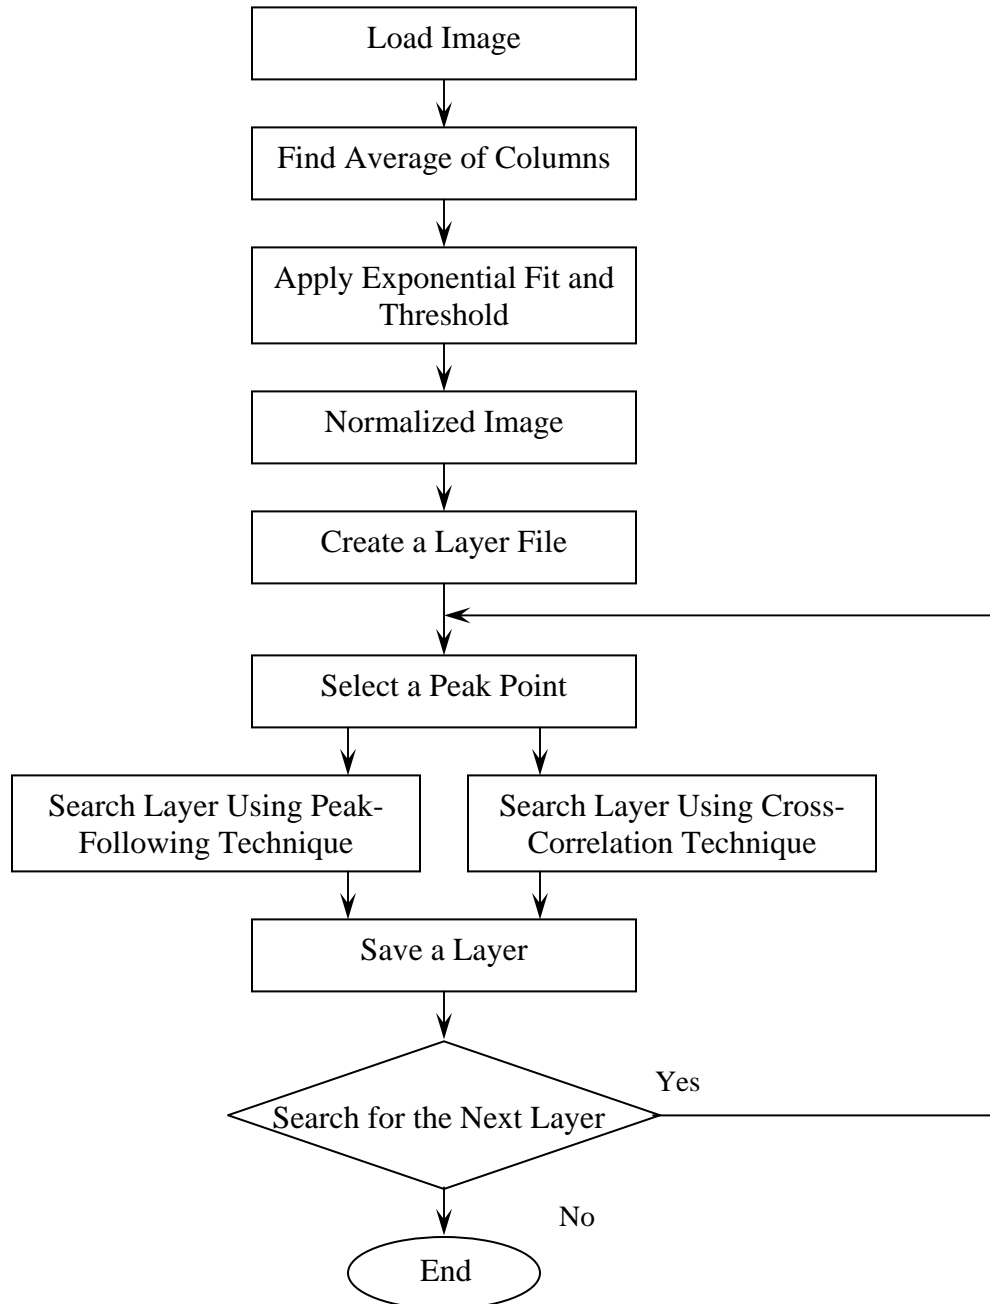 Load Image
Find Average of Columns
Apply Exponential Fit and
Threshold
Normalized Image
Create a Layer File
Select a Peak Point
Search Layer Using Peak-
Following Technique
Search Layer Using Cross-
Correlation Technique
Save a Layer
Yes
Search for the Next Layer
No
End